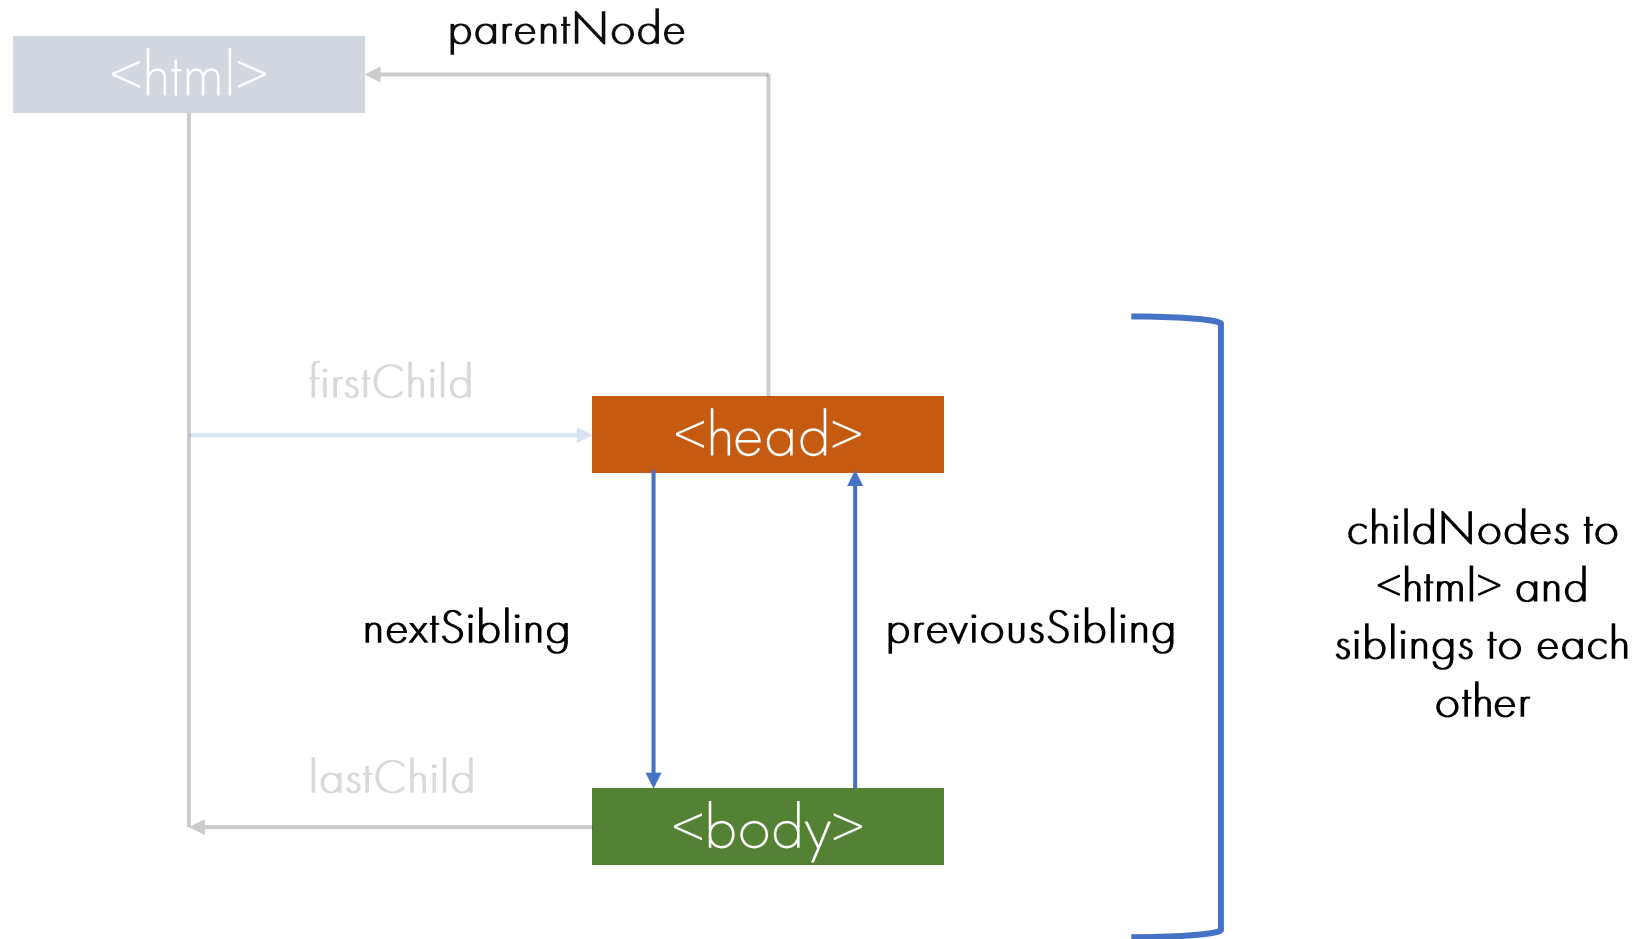 parentNode
<html>
firstChild
<head>
nextSibling
previousSibling
childNodes to
<html> and
siblings to each
other
lastChild
<body>